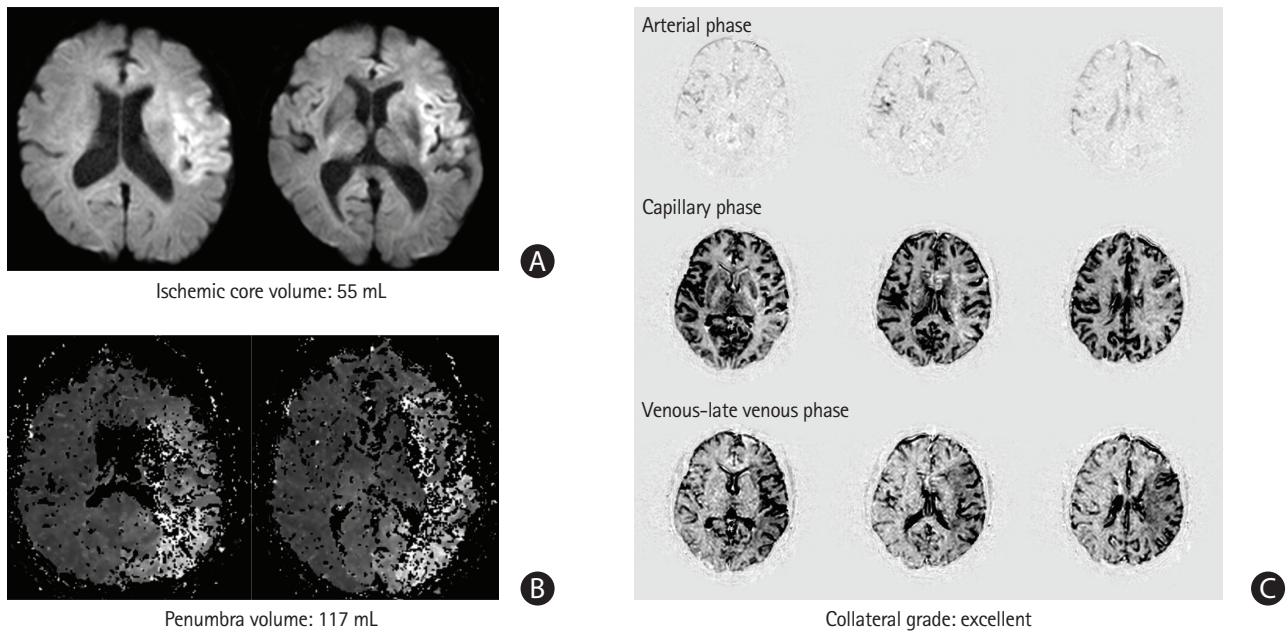 A
Ischemic core volume: 55 mL
B
Penumbra volume: 117 mL
Arterial phase
Capillary phase
Venous-late venous phase
C
Collateral grade: excellent